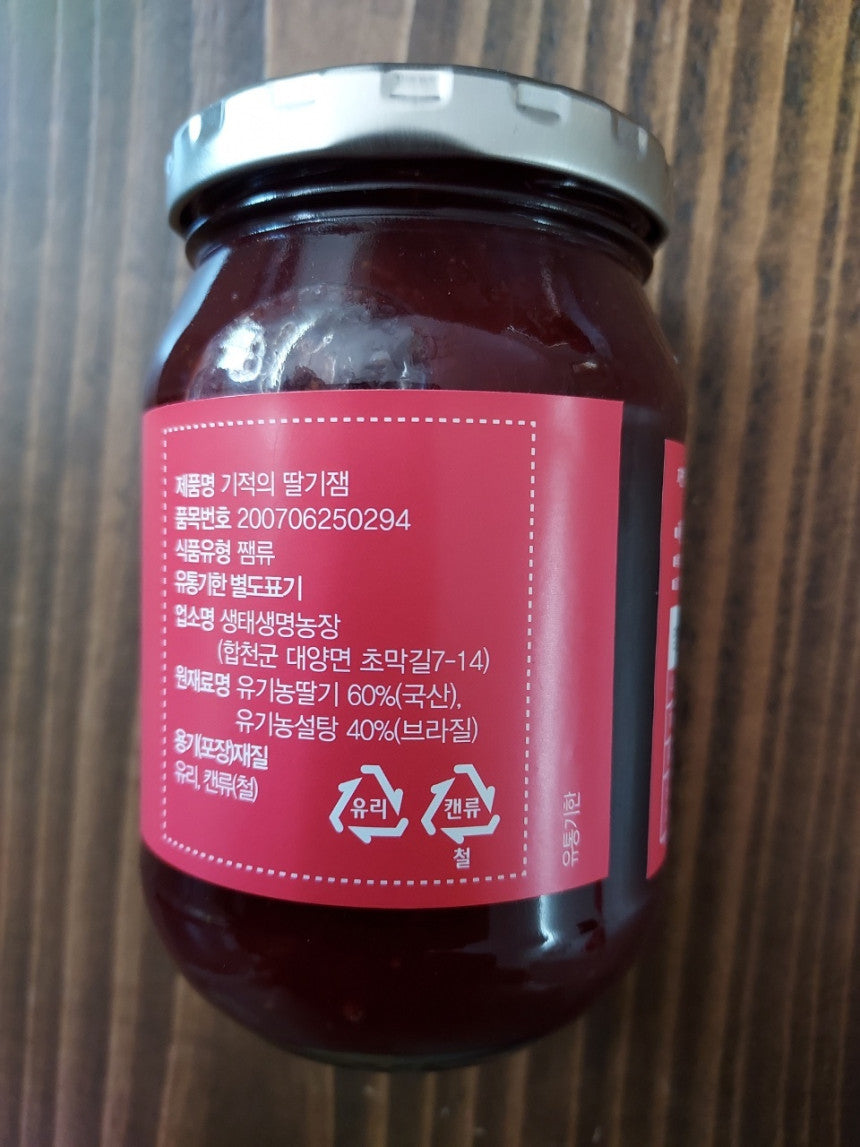 제품명 기적의 딸기잼
품목번호 200706250294
식품유형 쨈류
유통기한 별도표기
업소명 생태생명농장
(합천군 대양면 초막길7-14)
원재료명 유기농딸기 60%(국산),
유기농설탕 40%(브라질)
용기(포장)재질
유리, 캔류(철)
유리
캔류
철
유통기한